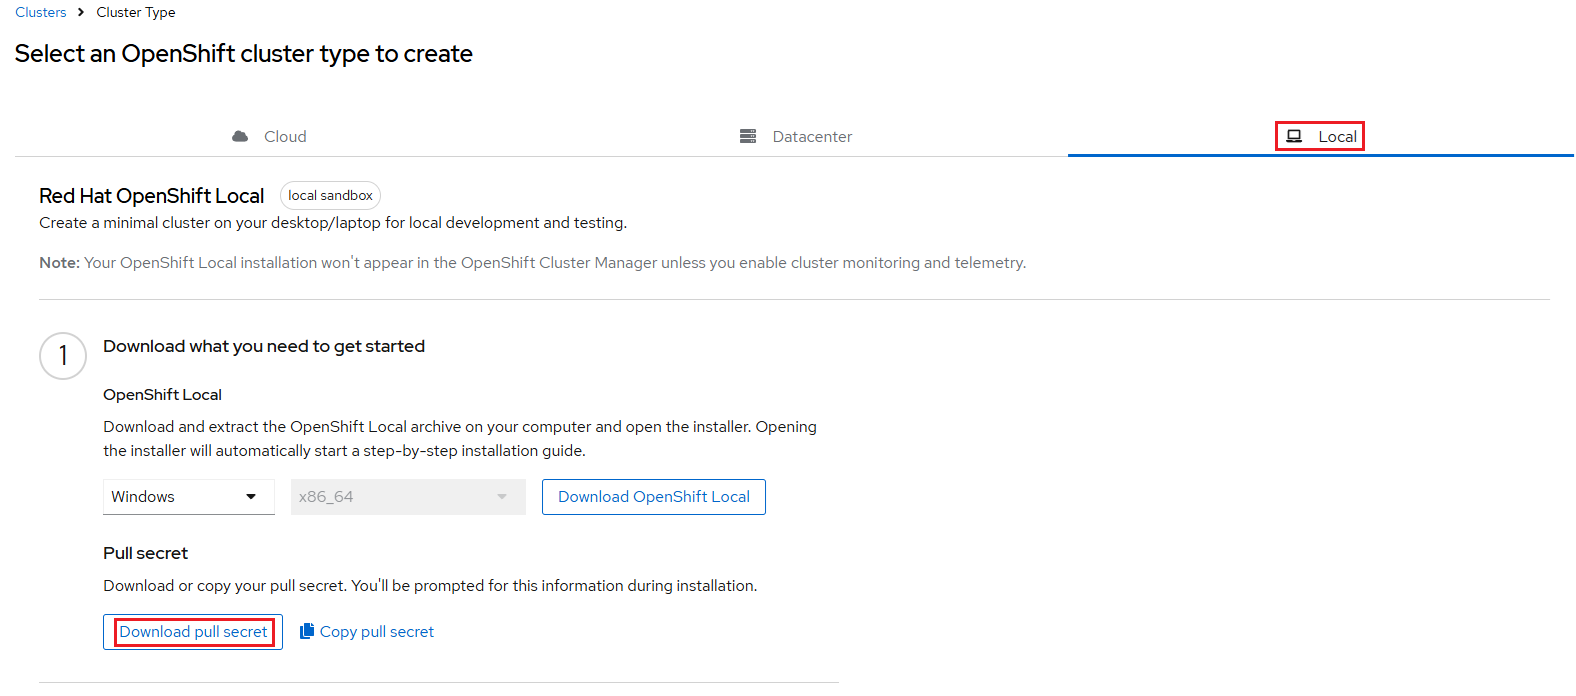 Clusters > Cluster Type
Select an OpenShift cluster type to create
Cloud
Datacenter
Local
Red Hat OpenShift Local local sandbox
Create a minimal cluster on your desktop/laptop for local development and testing.
Note: Your OpenShift Local installation won't appear in the OpenShift Cluster Manager unless you enable cluster monitoring and telemetry.
1 Download what you need to get started
OpenShift Local
Download and extract the OpenShift Local archive on your computer and open the installer. Opening
the installer will automatically start a step-by-step installation guide.
Windows x86_64 Download OpenShift Local
Pull secret
Download or copy your pull secret. You'll be prompted for this information during installation.
Download pull secret Copy pull secret